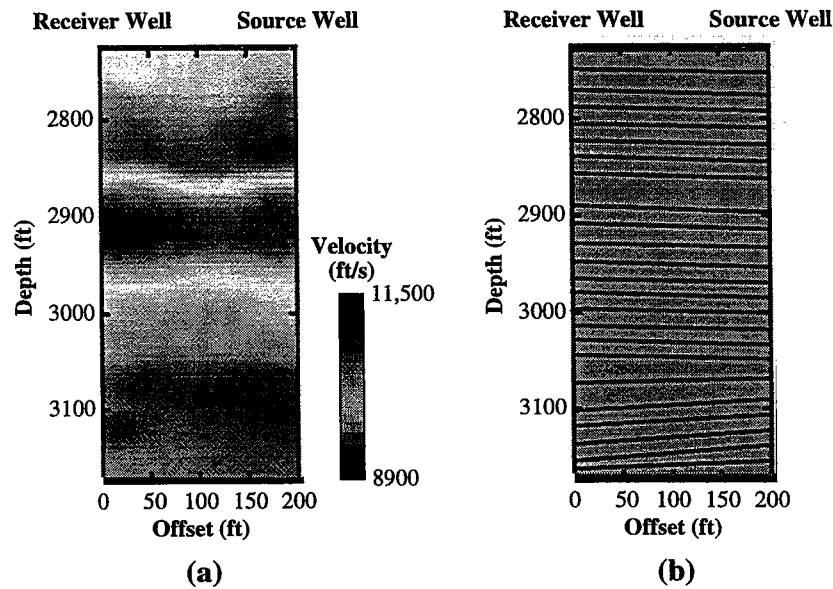 Receiver Well Source Well
2800
2900
3000
3100
Depth (ft)
0 50 100 150 200
Offset (ft)
(a)
Velocity
(ft/s)
11,500
8900
Receiver Well Source Well
2800
2900
3000
3100
Depth (ft)
0 50 100 150 200
Offset (ft)
(b)